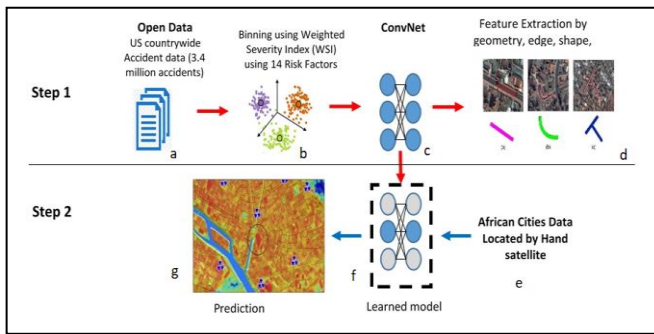 Open Data
US countrywide
Accident data (3.4
million accidents)
Binning using Weighted
Severity Index (WSI)
using 14 Risk Factors
ConvNet
Feature Extraction by
geometry, edge, shape,
Step 1
a
b
c
d
Step 2
g
f
African Cities Data
Located by Hand
satellite
e
Prediction
Learned model